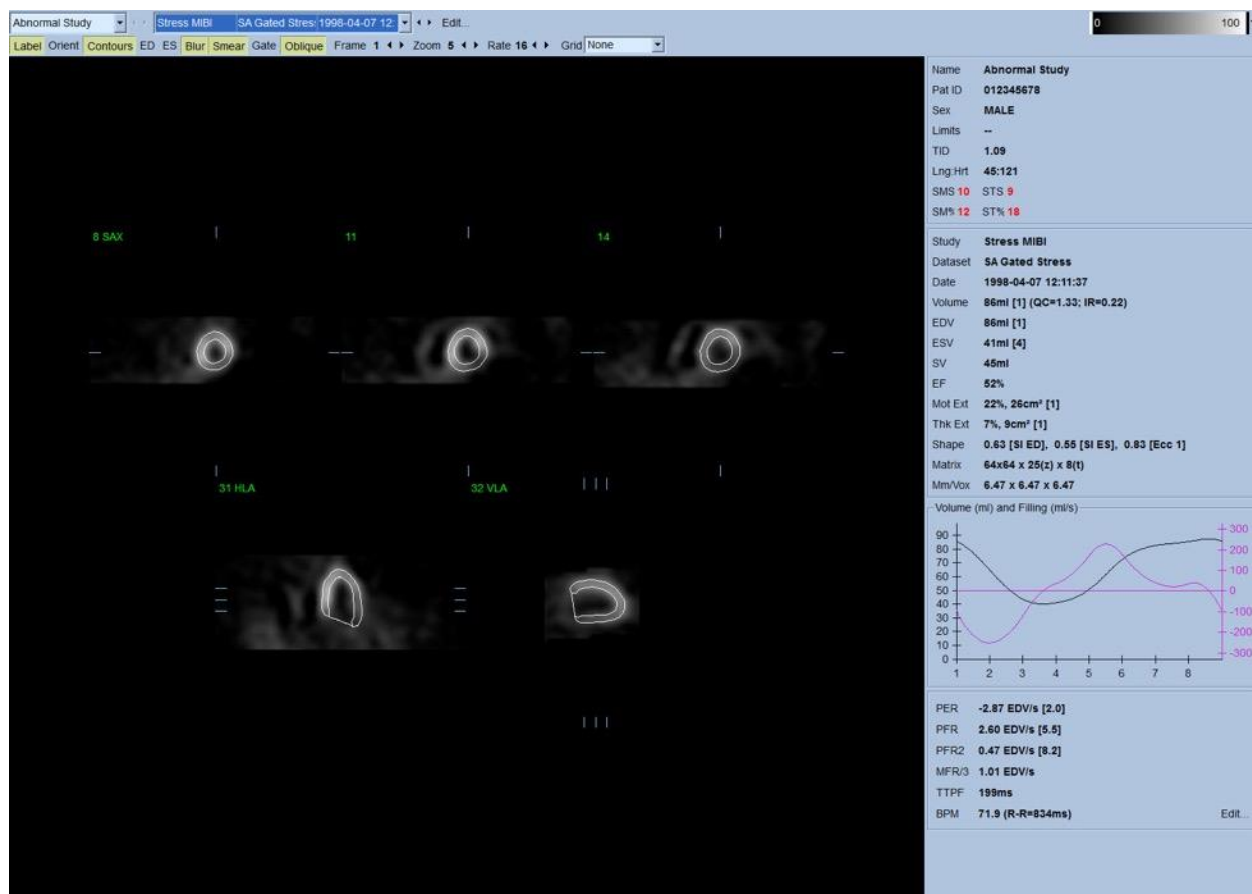 Abnormal Study Stress MIBI SA Gated Stres 1998-04-07 12: Edit...
Label Orient Contours ED ES Blur Smear Gate Oblique Frame 1 Zoom 5 Rate 16 Grid None
0 100
8 SAX 11 14
31 HLA 32 VLA
Name Abnormal Study
Pat ID 012345678
Sex MALE
Limits --
TID 1.09
Lng:Hrt 45:121
SMS 10 STS 9
SM% 12 ST% 18
Study Stress MIBI
Dataset SA Gated Stress
Date 1998-04-07 12:11:37
Volume 86ml [1] (QC=1.33; IR=0.22)
EDV 86ml [1]
ESV 41ml [4]
SV 45ml
EF 52%
Mot Ext 22%, 26cm² [1]
Thk Ext 7%, 9cm² [1]
Shape 0.63 [SI ED], 0.55 [SI ES], 0.83 [Ecc 1]
Matrix 64x64 x 25(z) x 8(t)
Mm/Vox 6.47 x 6.47 x 6.47
Volume (ml) and Filling (ml/s)
90
80
70
60
50
40
30
20
10
0
300
200
100
0
-100
-200
-300
1 2 3 4 5 6 7 8
PER -2.87 EDV/s [2.0]
PFR 2.60 EDV/s [5.5]
PFR2 0.47 EDV/s [8.2]
MFR/3 1.01 EDV/s
TTPF 199ms
BPM 71.9 (R-R=834ms) Edit...